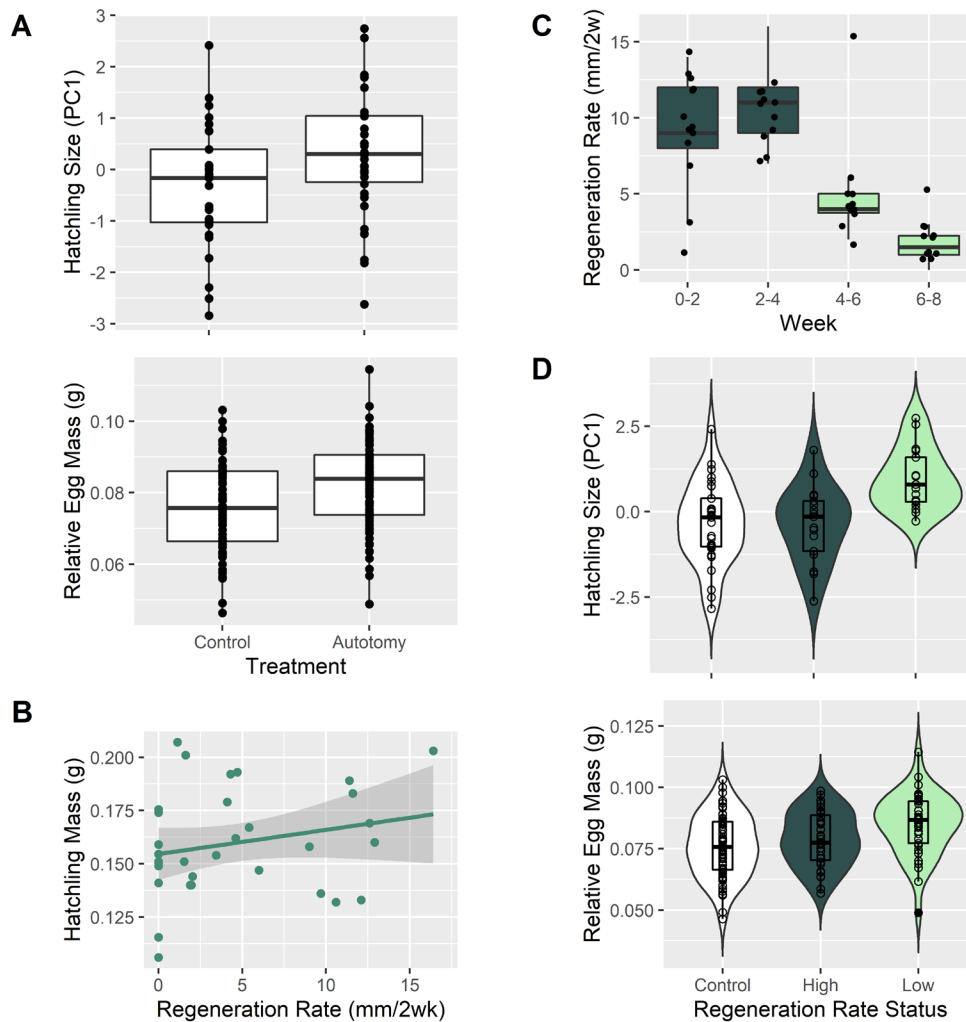 A
Hatchling Size (PC1)
3
2
1
0
-1
-2
-3
Relative Egg Mass (g)
0.10
0.08
0.06
Control Autotomy
Treatment
B
Hatchling Mass (g)
0.200
0.175
0.150
0.125
0 5 10 15
Regeneration Rate (mm/2wk)
C
Regeneration Rate (mm/2w)
15
10
5
0
0-2 2-4 4-6 6-8
Week
D
Hatchling Size (PC1)
2.5
0.0
-2.5
Relative Egg Mass (g)
0.125
0.100
0.075
0.050
Control High Low
Regeneration Rate Status